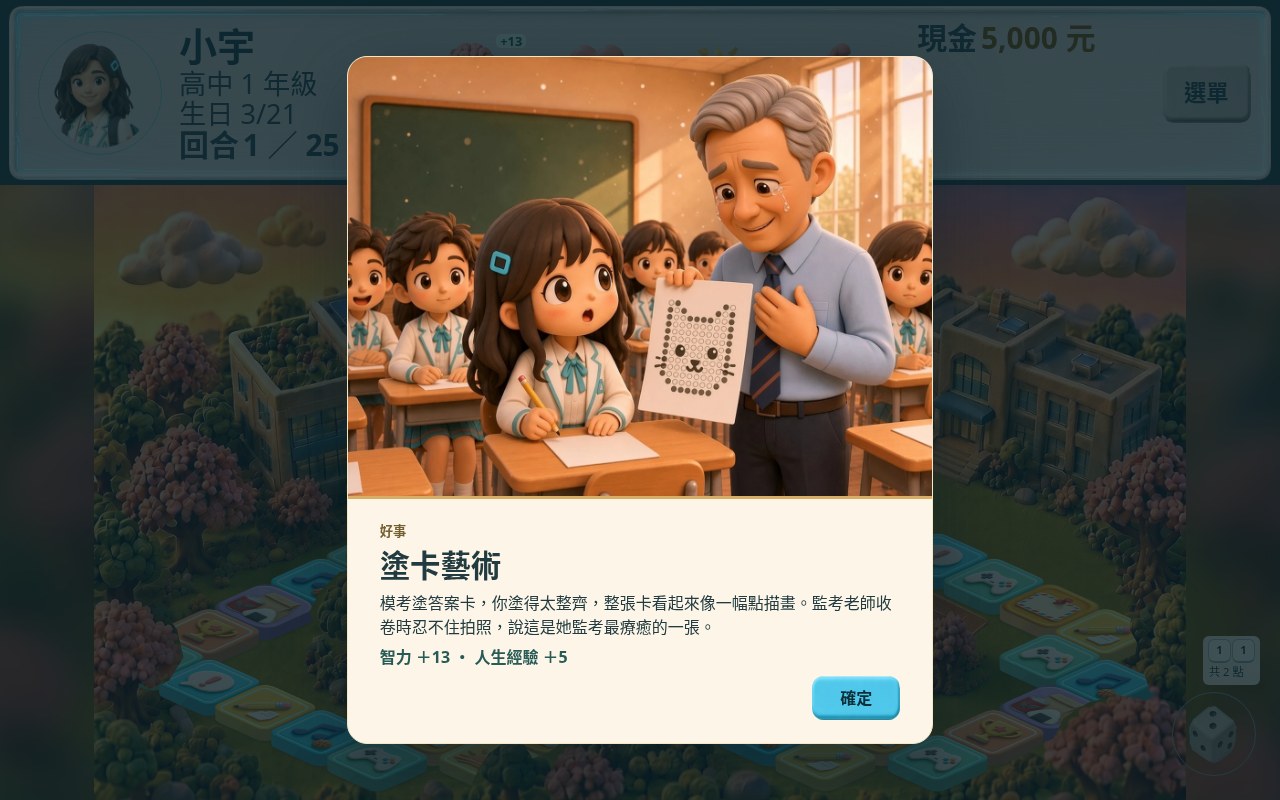 小宇
高中 1 年級
生日 3/21
回合 1 ／ 25
+13
現金 5,000 元
選單
好事
塗卡藝術
模考塗答案卡，你塗得太整齊，整張卡看起來像一幅點描畫。監考老師收
卷時忍不住拍照，說這是她監考最療癒的一張。
智力 ＋13 · 人生經驗 ＋5
確定
1 1
共 2 點